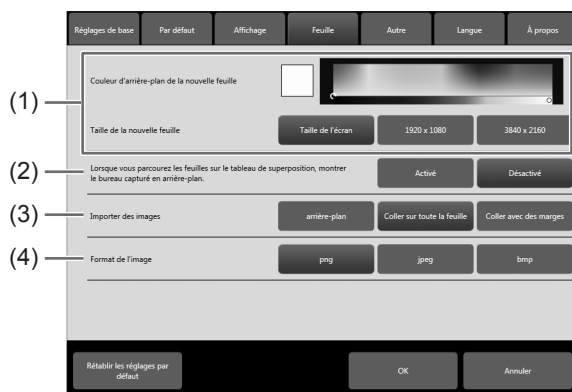 Réglages de base Par défaut Affichage Feuille Autre Langue À propos
(1)
Couleur d'arrière-plan de la nouvelle feuille
Taille de la nouvelle feuille Taille de l'écran 1920 x 1080 3840 x 2160
(2) Lorsque vous parcourez les feuilles sur le tableau de superposition, montrer
le bureau capturé en arrière-plan. Activé Désactivé
(3) Importer des images arrière-plan Coller sur toute la feuille Coller avec des marges
(4) Format de l'image png jpeg bmp
Rétablir les réglages par
défaut OK Annuler